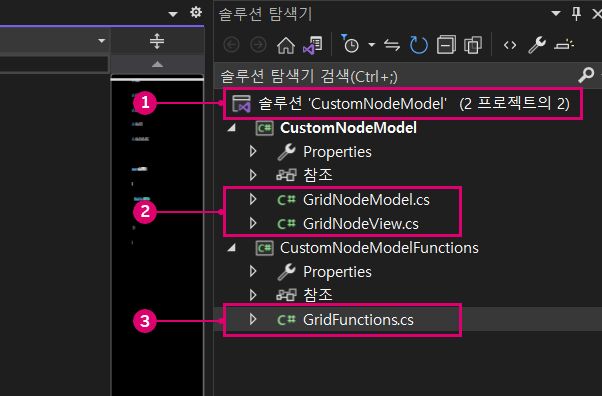 솔루션 탐색기
솔루션 탐색기 검색(Ctrl+;)
1 솔루션 'CustomNodeModel' (2 프로젝트의 2)
C# CustomNodeModel
Properties
참조
2
C# GridNodeModel.cs
C# GridNodeView.cs
C# CustomNodeModelFunctions
Properties
참조
3 C# GridFunctions.cs